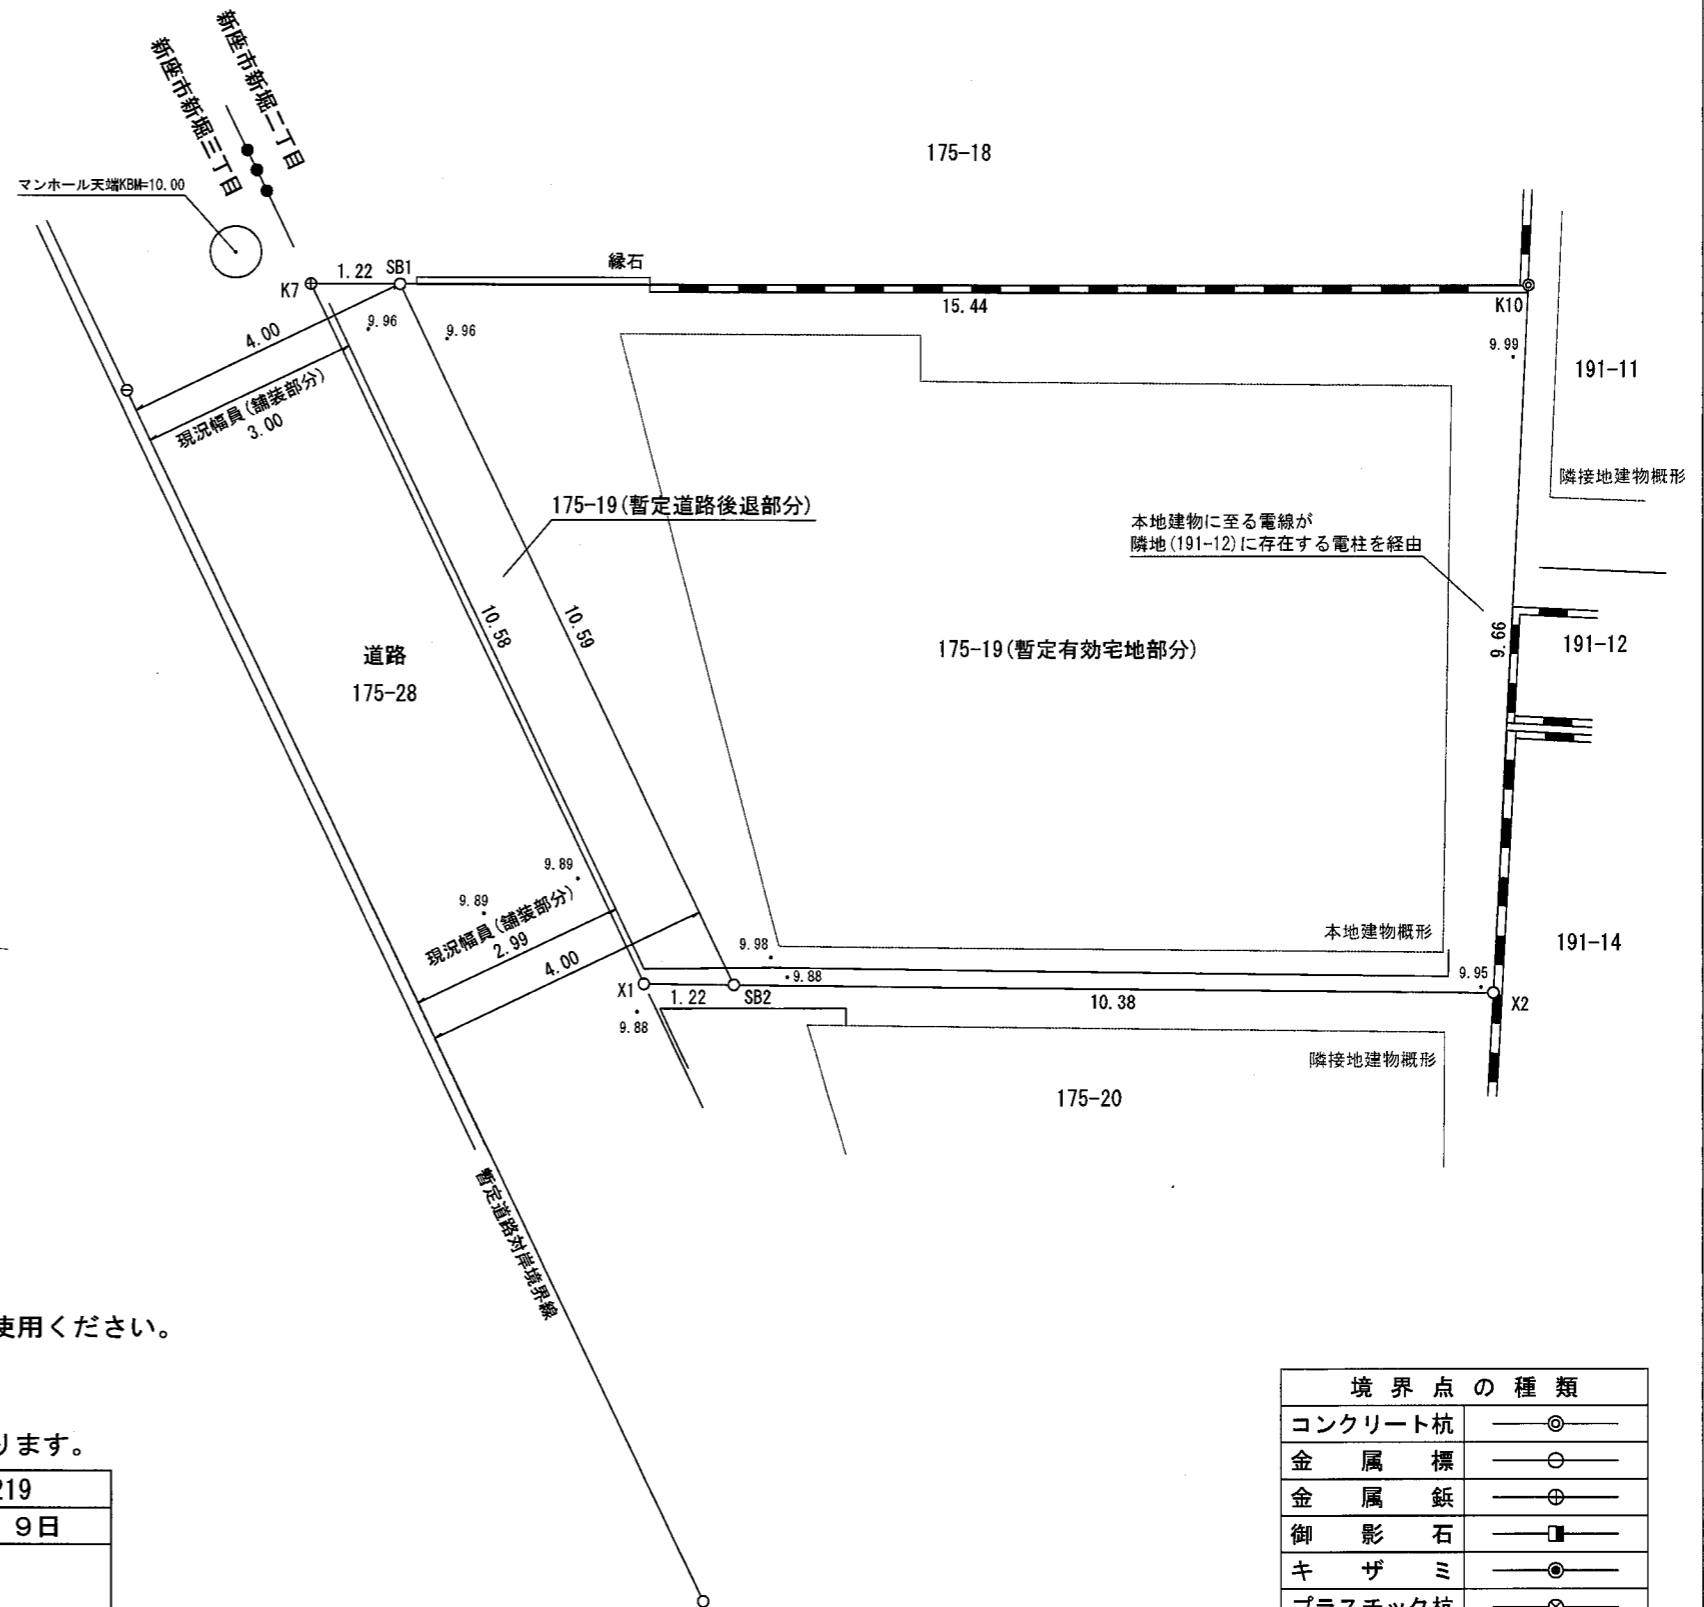 新座市新堀二丁目
新座市新堀三丁目
マンホール天端KBM=10.00
175-18
縁石
K7
1.22
SB1
15.44
K10
9.96
9.96
9.99
4.00
現況幅員(舗装部分)
3.00
191-11
隣接地建物概形
175-19(暫定道路後退部分)
本地建物に至る電線が
隣地(191-12)に存在する電柱を経由
10.58
10.59
9.66
道路
175-28
175-19(暫定有効宅地部分)
191-12
9.89
9.89
現況幅員(舗装部分)
2.99
4.00
9.98
9.88
本地建物概形
191-14
9.95
X1
1.22
SB2
10.38
X2
9.88
隣接地建物概形
175-20
暫定道路対岸境界線
使用ください。
ります。
219
9日
境界点の種類
コンクリート杭
金属標
金属鋲
御影石
キザミ
プラスチック杭